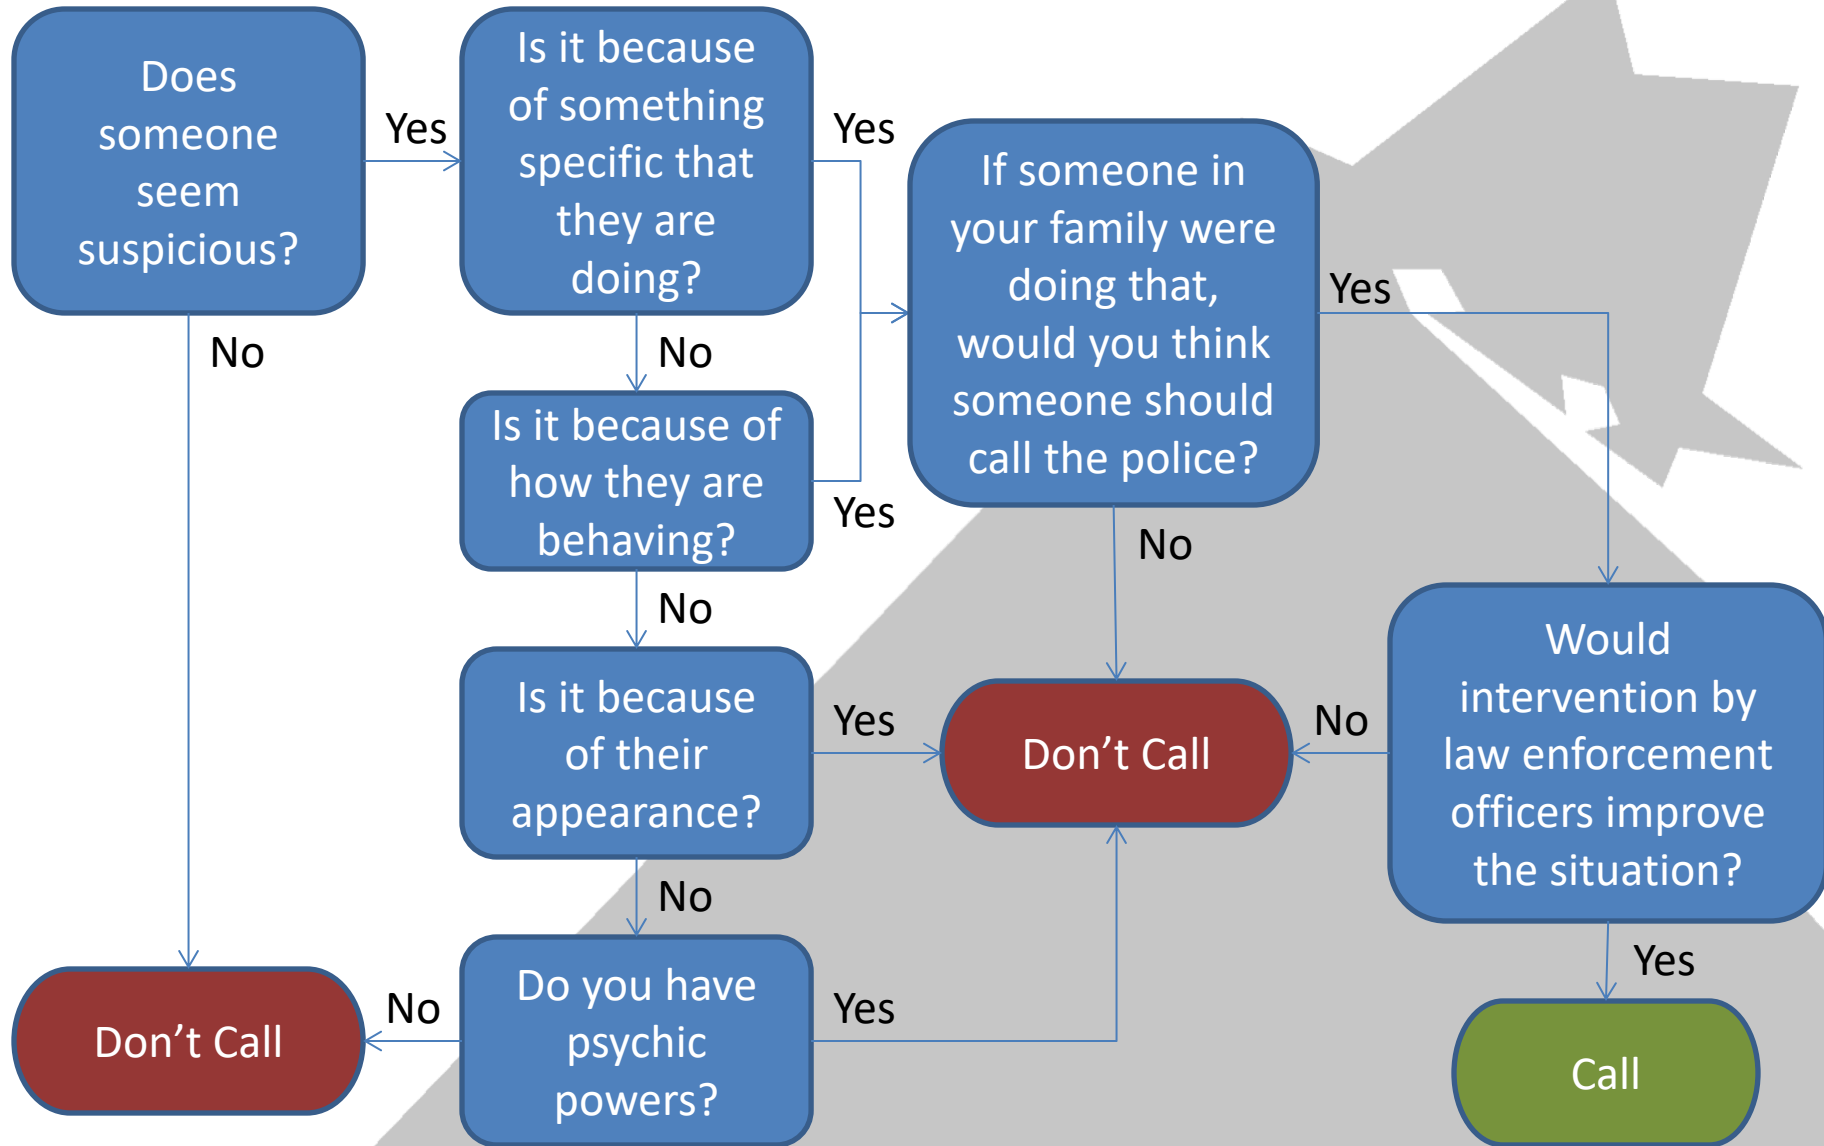 Does
someone
seem
suspicious?
Yes
No
Is it because
of something
specific that
they are
doing?
Yes
No
Is it because of
how they are
behaving?
Yes
No
Is it because
of their
appearance?
Yes
No
Do you have
psychic
powers?
No
Yes
Don’t Call
If someone in
your family were
doing that,
would you think
someone should
call the police?
Yes
No
Don’t Call
Would
intervention by
law enforcement
officers improve
the situation?
No
Yes
Call